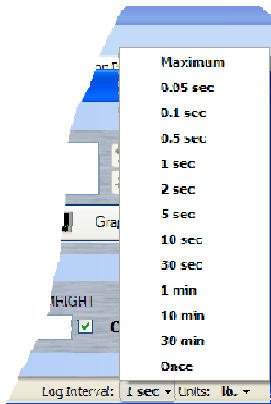 Maximum
0.05 sec
0.1 sec
0.5 sec
1 sec
2 sec
5 sec
10 sec
30 sec
1 min
10 min
30 min
Once
Log Interval: 1 sec Units: lb.